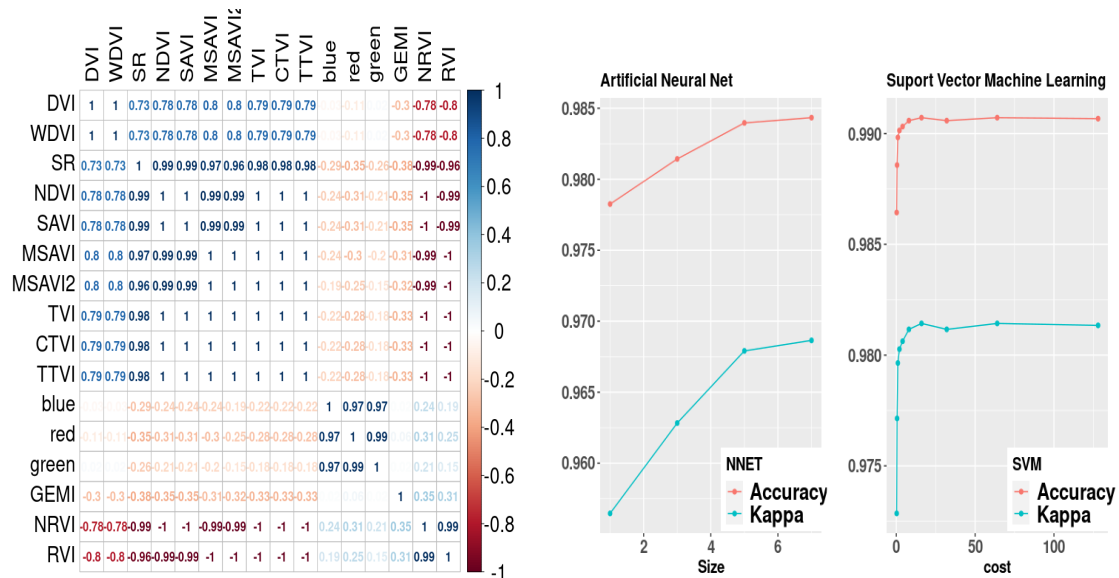 DVI WDVI SR NDVI SAVI MSAVI MSAVI2 TVI CTVI TTVI blue red green GEMI NRVI RVI
DVI 1 1 0.73 0.78 0.78 0.8 0.8 0.79 0.79 0.79 -0.11 -0.3 -0.78 -0.8
WDVI 1 1 0.73 0.78 0.78 0.8 0.8 0.79 0.79 0.79 -0.11 -0.3 -0.78 -0.8
SR 0.73 0.73 1 0.99 0.99 0.97 0.96 0.98 0.98 0.98 -0.29 -0.35 -0.26 -0.38 -0.99 -0.96
NDVI 0.78 0.78 0.99 1 1 0.99 0.99 1 1 1 -0.24 -0.31 -0.21 -0.35 -1 -0.99
SAVI 0.78 0.78 0.99 1 1 0.99 0.99 1 1 1 -0.24 -0.31 -0.21 -0.35 -1 -0.99
MSAVI 0.8 0.8 0.97 0.99 0.99 1 1 1 1 1 -0.24 -0.3 -0.2 -0.31 -0.99 -1
MSAVI2 0.8 0.8 0.96 0.99 0.99 1 1 1 1 1 -0.19 -0.25 -0.15 -0.32 -0.99 -1
TVI 0.79 0.79 0.98 1 1 1 1 1 1 1 -0.22 -0.28 -0.18 -0.33 -1 -1
CTVI 0.79 0.79 0.98 1 1 1 1 1 1 1 -0.22 -0.28 -0.18 -0.33 -1 -1
TTVI 0.79 0.79 0.98 1 1 1 1 1 1 1 -0.22 -0.28 -0.18 -0.33 -1 -1
blue -0.29 -0.24 -0.24 -0.24 -0.19 -0.22 -0.22 -0.22 1 0.97 0.97 0.24 0.19
red -0.11 -0.11 -0.35 -0.31 -0.31 -0.3 -0.25 -0.28 -0.28 -0.28 0.97 1 0.99 0.31 0.25
green -0.26 -0.21 -0.21 -0.2 -0.15 -0.18 -0.18 -0.18 0.97 0.99 1 0.21 0.15
GEMI -0.3 -0.3 -0.38 -0.35 -0.35 -0.31 -0.32 -0.33 -0.33 -0.33 1 0.35 0.31
NRVI -0.78 -0.78 -0.99 -1 -1 -0.99 -0.99 -1 -1 -1 0.24 0.31 0.21 0.35 1 0.99
RVI -0.8 -0.8 -0.96 -0.99 -0.99 -1 -1 -1 -1 -1 0.19 0.25 0.15 0.31 0.99 1
1
0.8
0.6
0.4
0.2
0
-0.2
-0.4
-0.6
-0.8
-1
Artificial Neural Net
0.985
0.980
0.975
0.970
0.965
0.960
NNET
Accuracy
Kappa
2 4 6
Size
Suport Vector Machine Learning
0.990
0.985
0.980
0.975
SVM
Accuracy
Kappa
0 50 100
cost